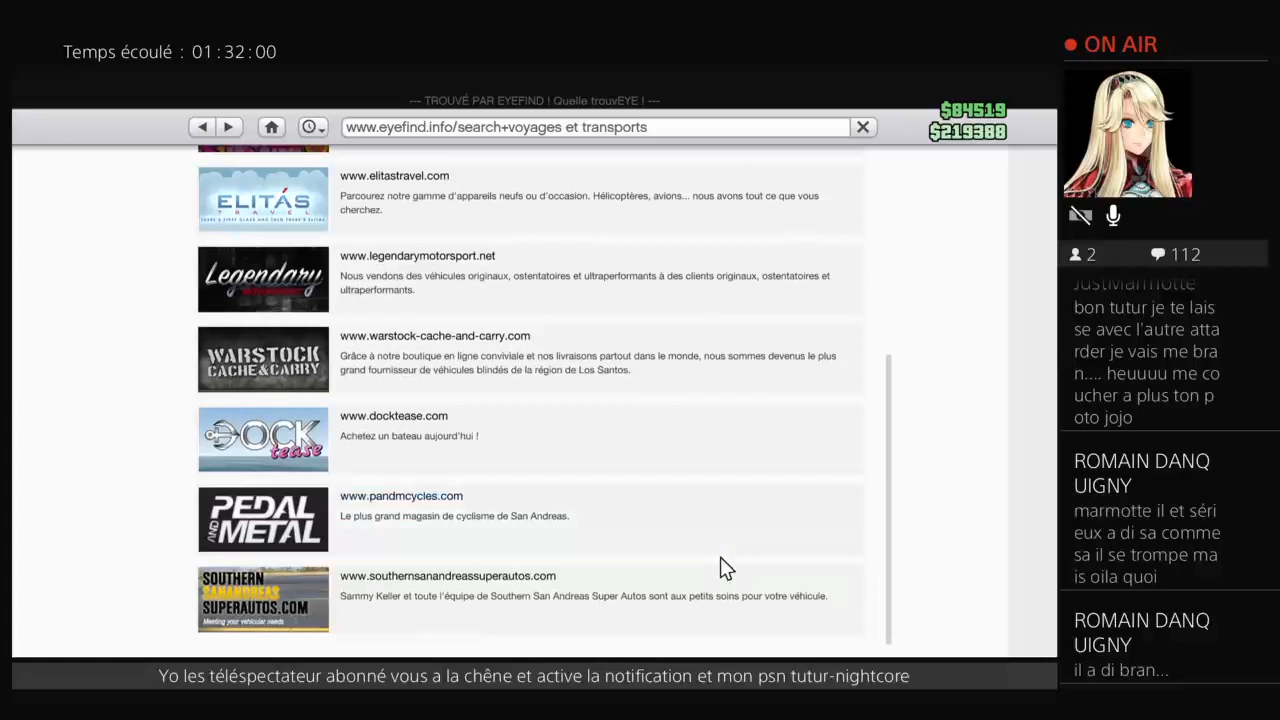 Temps écoulé : 01:32:00
--- TROUVÉ PAR EYEFIND ! Quelle trouvEYE ! ---
www.eyefind.info/search+voyages et transports
$84519
$219388
ELITÁS
TRAVEL
www.elitastravel.com
Parcourez notre gamme d'appareils neufs ou d'occasion. Hélicoptères, avions... nous avons tout ce que vous
cherchez.
Legendary
www.legendarymotorsport.net
Nous vendons des véhicules originaux, ostentatoires et ultraperformants à des clients originaux, ostentatoires et
ultraperformants.
WARSTOCK
CACHE&CARRY
www.warstock-cache-and-carry.com
Grâce à notre boutique en ligne conviviale et nos livraisons partout dans le monde, nous sommes devenus le plus
grand fournisseur de véhicules blindés de la région de Los Santos.
DOCK
tease
www.docktease.com
Achetez un bateau aujourd'hui !
PEDAL
AND METAL
www.pandmcycles.com
Le plus grand magasin de cyclisme de San Andreas.
SOUTHERN
SANANDREAS
SUPERAUTOS.COM
Meeting your vehicular needs
www.southernsanandreassuperautos.com
Sammy Keller et toute l'équipe de Southern San Andreas Super Autos sont aux petits soins pour votre véhicule.
Yo les téléspectateur abonné vous a la chêne et active la notification et mon psn tutur-nightcore
ON AIR
2
112
JustMarmotte
bon tutur je te lais
se avec l'autre atta
rder je vais me bra
n.... heuuuu me co
ucher a plus ton p
oto jojo
ROMAIN DANQ
UIGNY
marmotte il et séri
eux a di sa comme
sa il se trompe ma
is oila quoi
ROMAIN DANQ
UIGNY
il a di bran...